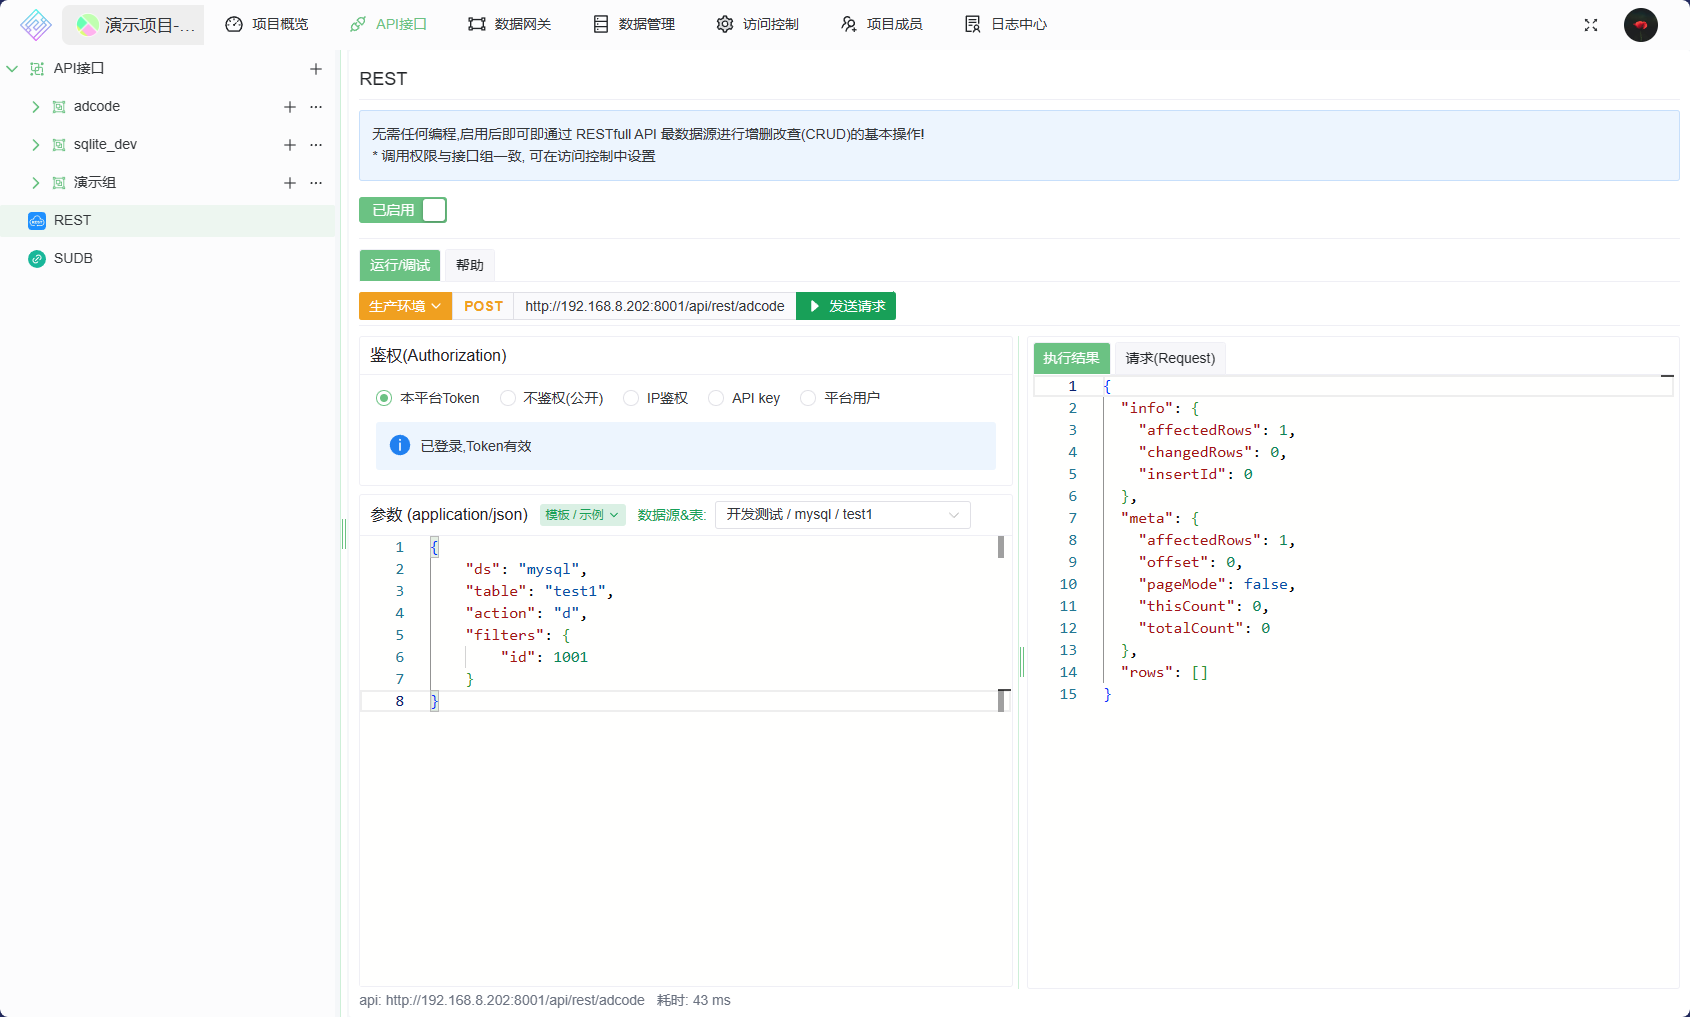 演示项目-...
项目概览
API接口
数据网关
数据管理
访问控制
项目成员
日志中心
API接口
adcode
sqlite_dev
演示组
REST
SUDB
REST
无需任何编程,启用后即可即通过 RESTfull API 最数据源进行增删改查(CRUD)的基本操作!
* 调用权限与接口组一致, 可在访问控制中设置
已启用
运行/调试 帮助
生产环境 POST http://192.168.8.202:8001/api/rest/adcode 发送请求
鉴权(Authorization)
本平台Token 不鉴权(公开) IP鉴权 API key 平台用户
已登录,Token有效
参数 (application/json) 模板 / 示例 数据源&表: 开发测试 / mysql / test1
1 {
2 "ds": "mysql",
3 "table": "test1",
4 "action": "d",
5 "filters": {
6 "id": 1001
7 }
8 }
执行结果 请求(Request)
1 {
2 "info": {
3 "affectedRows": 1,
4 "changedRows": 0,
5 "insertId": 0
6 },
7 "meta": {
8 "affectedRows": 1,
9 "offset": 0,
10 "pageMode": false,
11 "thisCount": 0,
12 "totalCount": 0
13 },
14 "rows": []
15 }
api: http://192.168.8.202:8001/api/rest/adcode 耗时: 43 ms